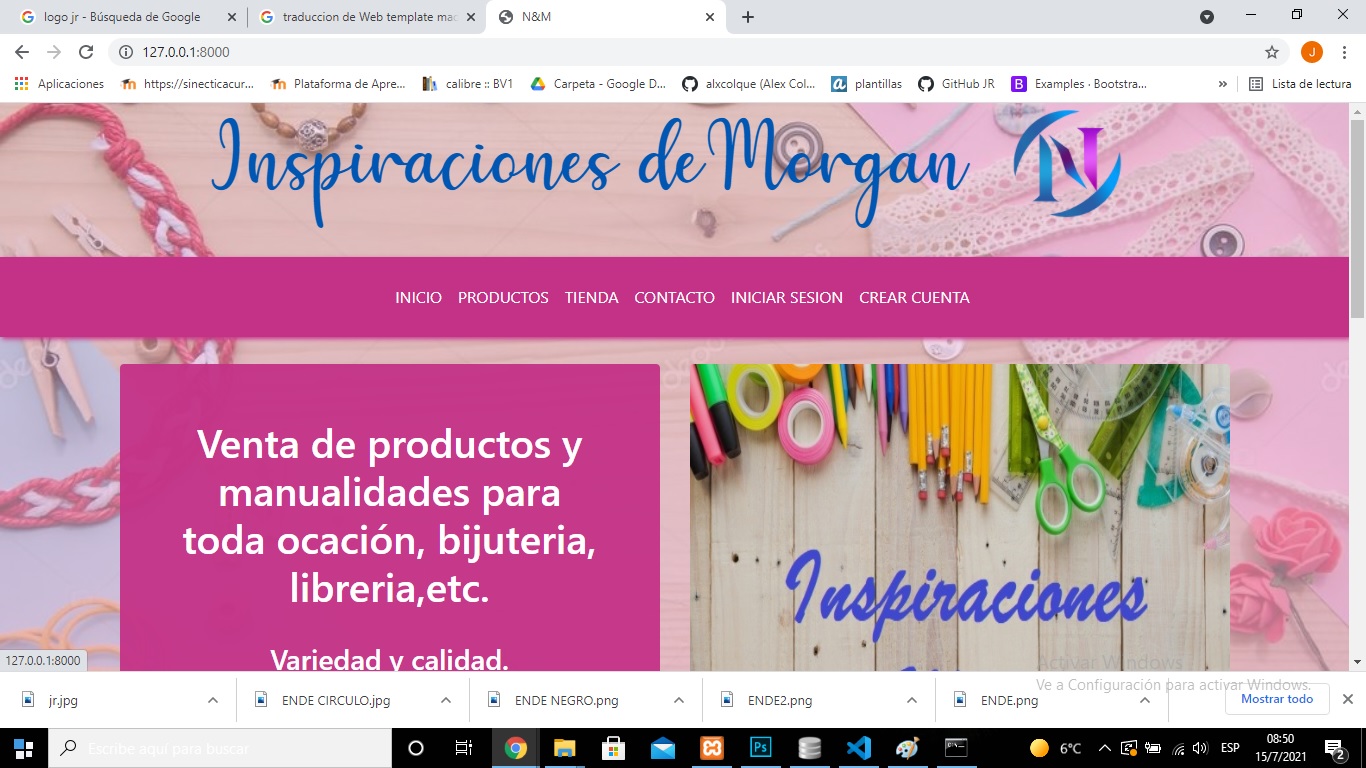 logo jr - Búsqueda de Google
traduccion de Web template mac
N&M
127.0.0.1:8000
J
Aplicaciones
https://sinecticacur...
Plataforma de Apre...
calibre :: BV1
Carpeta - Google D...
alxcolque (Alex Col...
plantillas
GitHub JR
Examples · Bootstra...
»
Lista de lectura
Inspiraciones de Morgan
N
INICIO PRODUCTOS TIENDA CONTACTO INICIAR SESION CREAR CUENTA
Venta de productos y
manualidades para
toda ocación, bijuteria,
libreria,etc.
Variedad y calidad.
Inspiraciones
127.0.0.1:8000
Activar Windows
Ve a Configuración para activar Windows.
jr.jpg
ENDE CIRCULO.jpg
ENDE NEGRO.png
ENDE2.png
ENDE.png
Mostrar todo
Escribe aquí para buscar
Ps
6°C
ESP
08:50
15/7/2021
2